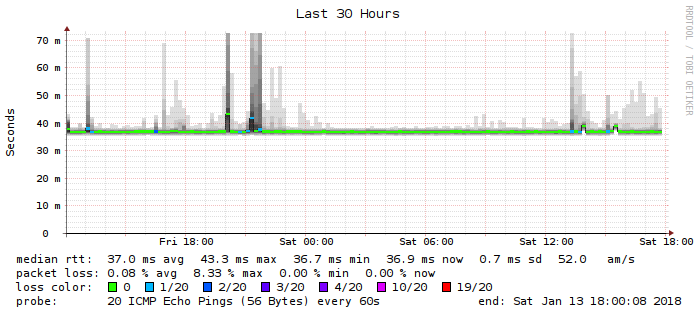 Last 30 Hours
RRDTOOL / TOBI OETIKER
Seconds
70 m
60 m
50 m
40 m
30 m
20 m
10 m
0
Fri 18:00 Sat 00:00 Sat 06:00 Sat 12:00 Sat 18:00
median rtt: 37.0 ms avg 43.3 ms max 36.7 ms min 36.9 ms now 0.7 ms sd 52.0 am/s
packet loss: 0.08 % avg 8.33 % max 0.00 % min 0.00 % now
loss color: 0 1/20 2/20 3/20 4/20 10/20 19/20
probe: 20 ICMP Echo Pings (56 Bytes) every 60s end: Sat Jan 13 18:00:08 2018